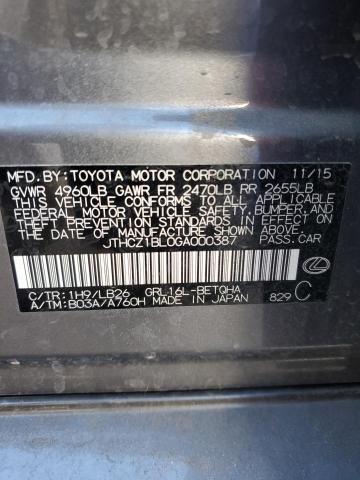 MFD.BY:TOYOTA MOTOR CORPORATION 11/15
GVWR 4960LB GAWR FR 2470LB RR 2655LB
THIS VEHICLE CONFORMS TO ALL APPLICABLE
FEDERAL MOTOR VEHICLE SAFETY AND
THEFT PREVENTION STANDARDS IN EFFECT ON
THE DATE OF MANUFACTURE SHOWN ABOVE.
JTHCZ1BL0GA000387 PASS.CAR
C/TR:1H9/LB26 GRL16L-BETQHA
A/TM:B03A/A760H MADE IN JAPAN 829 C